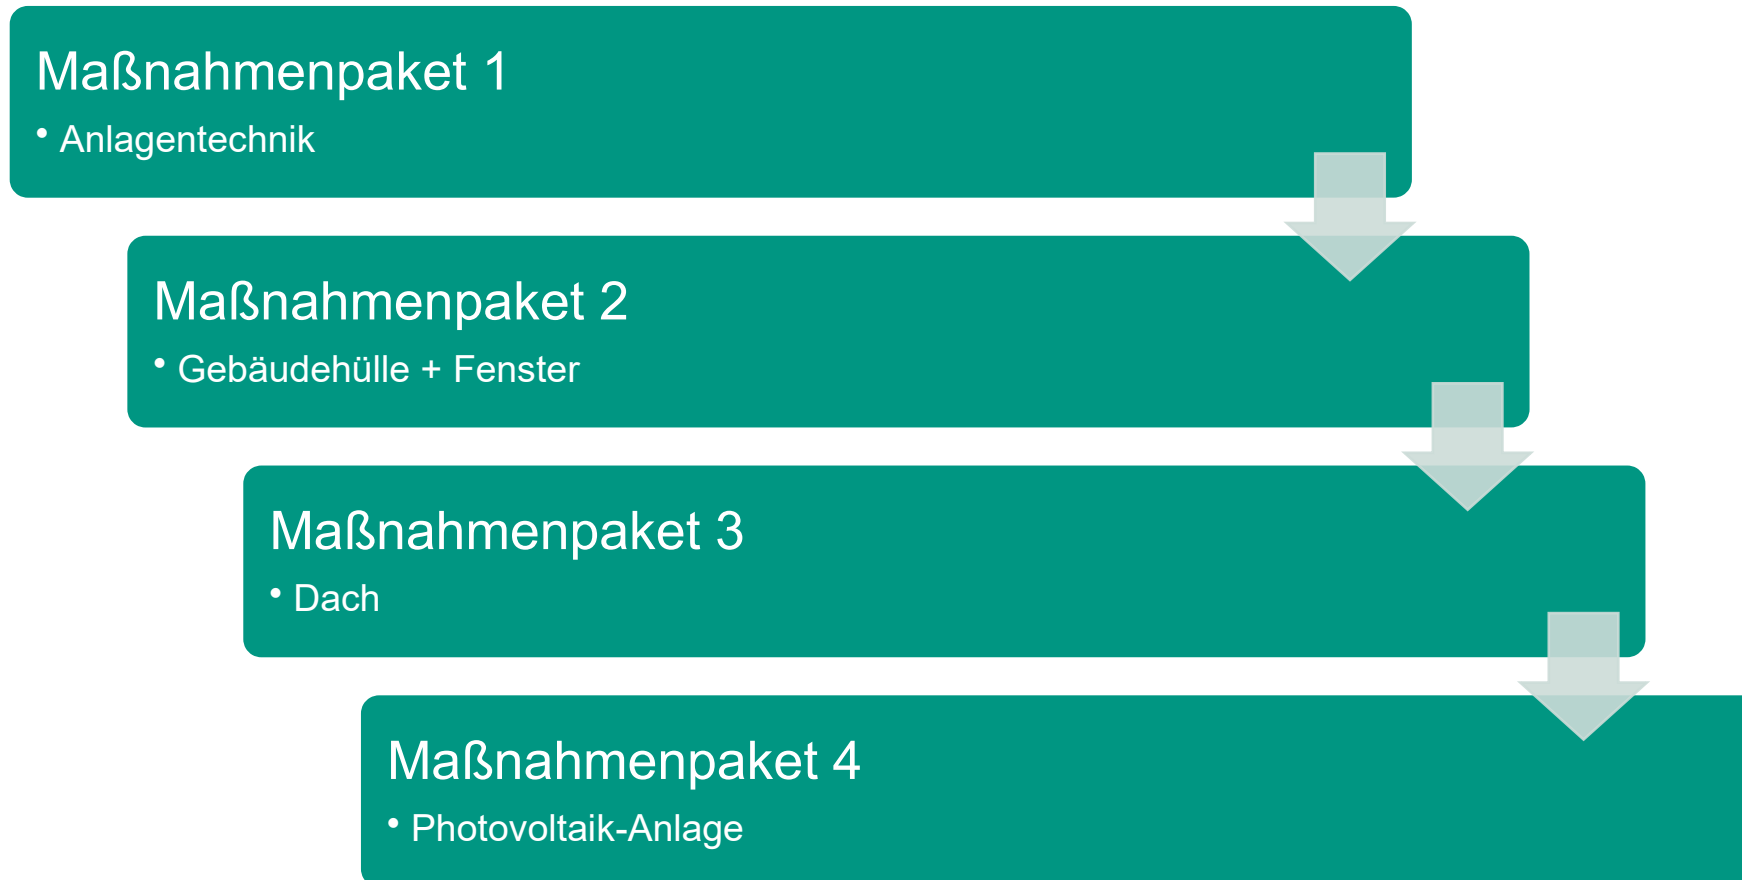 Maßnahmenpaket 1
• Anlagentechnik
Maßnahmenpaket 2
• Gebäudehülle + Fenster
Maßnahmenpaket 3
• Dach
Maßnahmenpaket 4
• Photovoltaik-Anlage